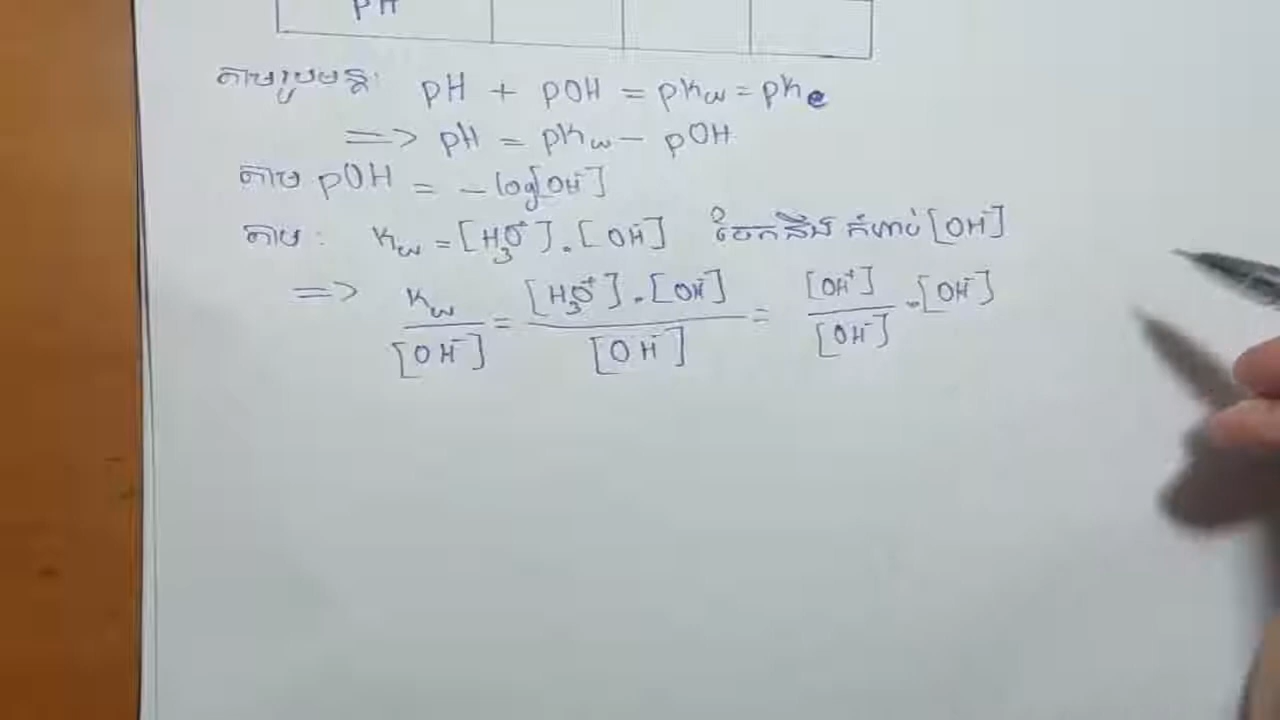 pH
តាមរូបមន្ត: pH + pOH = pKw = pKe
=> pH = pKw - pOH
តាម pOH = - log[OH⁻]
តាម: Kw = [H₃O⁺].[OH⁻] ចែកនឹង កំហាប់ [OH⁻]
=> Kw/[OH⁻] = [H₃O⁺].[OH⁻]/[OH⁻] = [OH⁺]/[OH⁻] .[OH⁻]